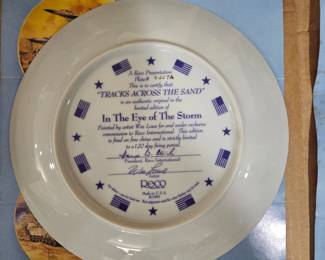 A Reco Presentation
Plate #
This is to certify that
"TRACKS ACROSS THE SAND"
is an authentic original in the
limited edition of
In The Eye of The Storm
Painted by artist Wm Lowe for and under exclusive
commission to Reco International. This edition
is fired on fine china and is strictly limited
to a 120 day firing period.
President, Reco International
Artist
Reco
Made in U.S.A.